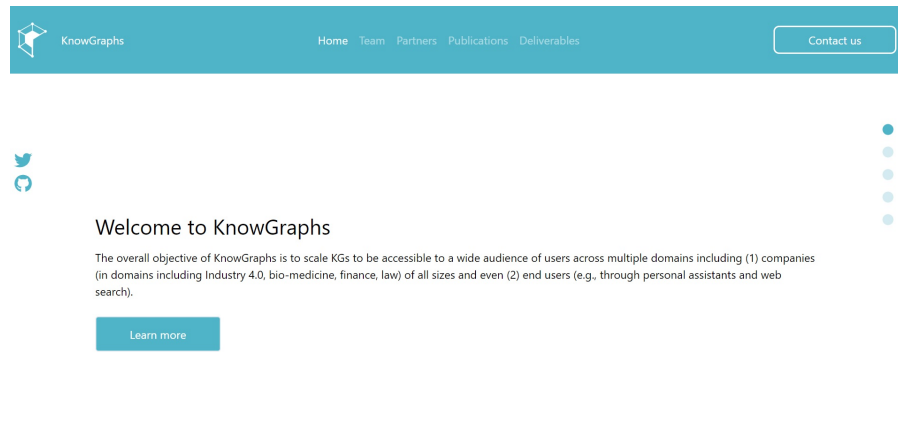 KnowGraphs
Home Team Partners Publications Deliverables
Contact us
Welcome to KnowGraphs
The overall objective of KnowGraphs is to scale KGs to be accessible to a wide audience of users across multiple domains including (1) companies
(in domains including Industry 4.0, bio-medicine, finance, law) of all sizes and even (2) end users (e.g., through personal assistants and web
search).
Learn more